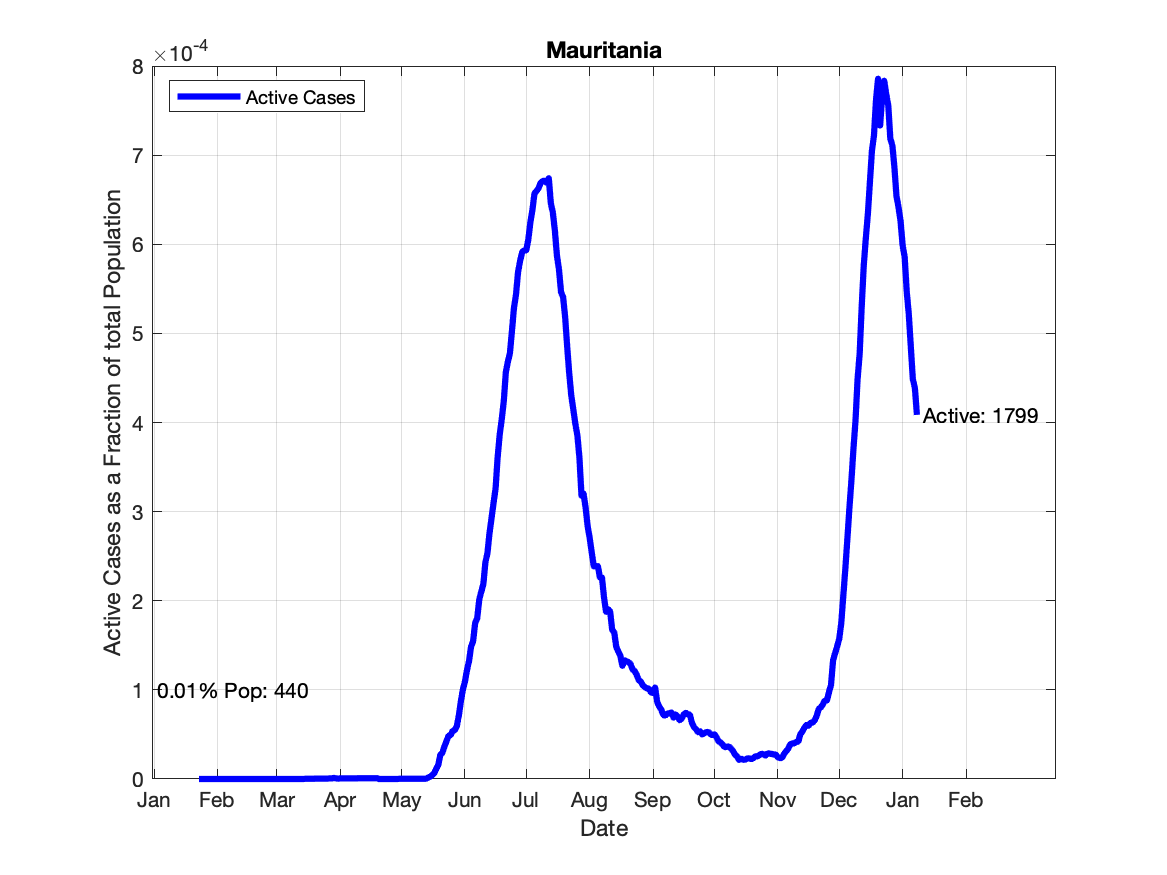 Mauritania
×10^-4
Active Cases
8
7
6
5
4
3
2
1
0
Active Cases as a Fraction of total Population
Active: 1799
0.01% Pop: 440
Jan Feb Mar Apr May Jun Jul Aug Sep Oct Nov Dec Jan Feb
Date